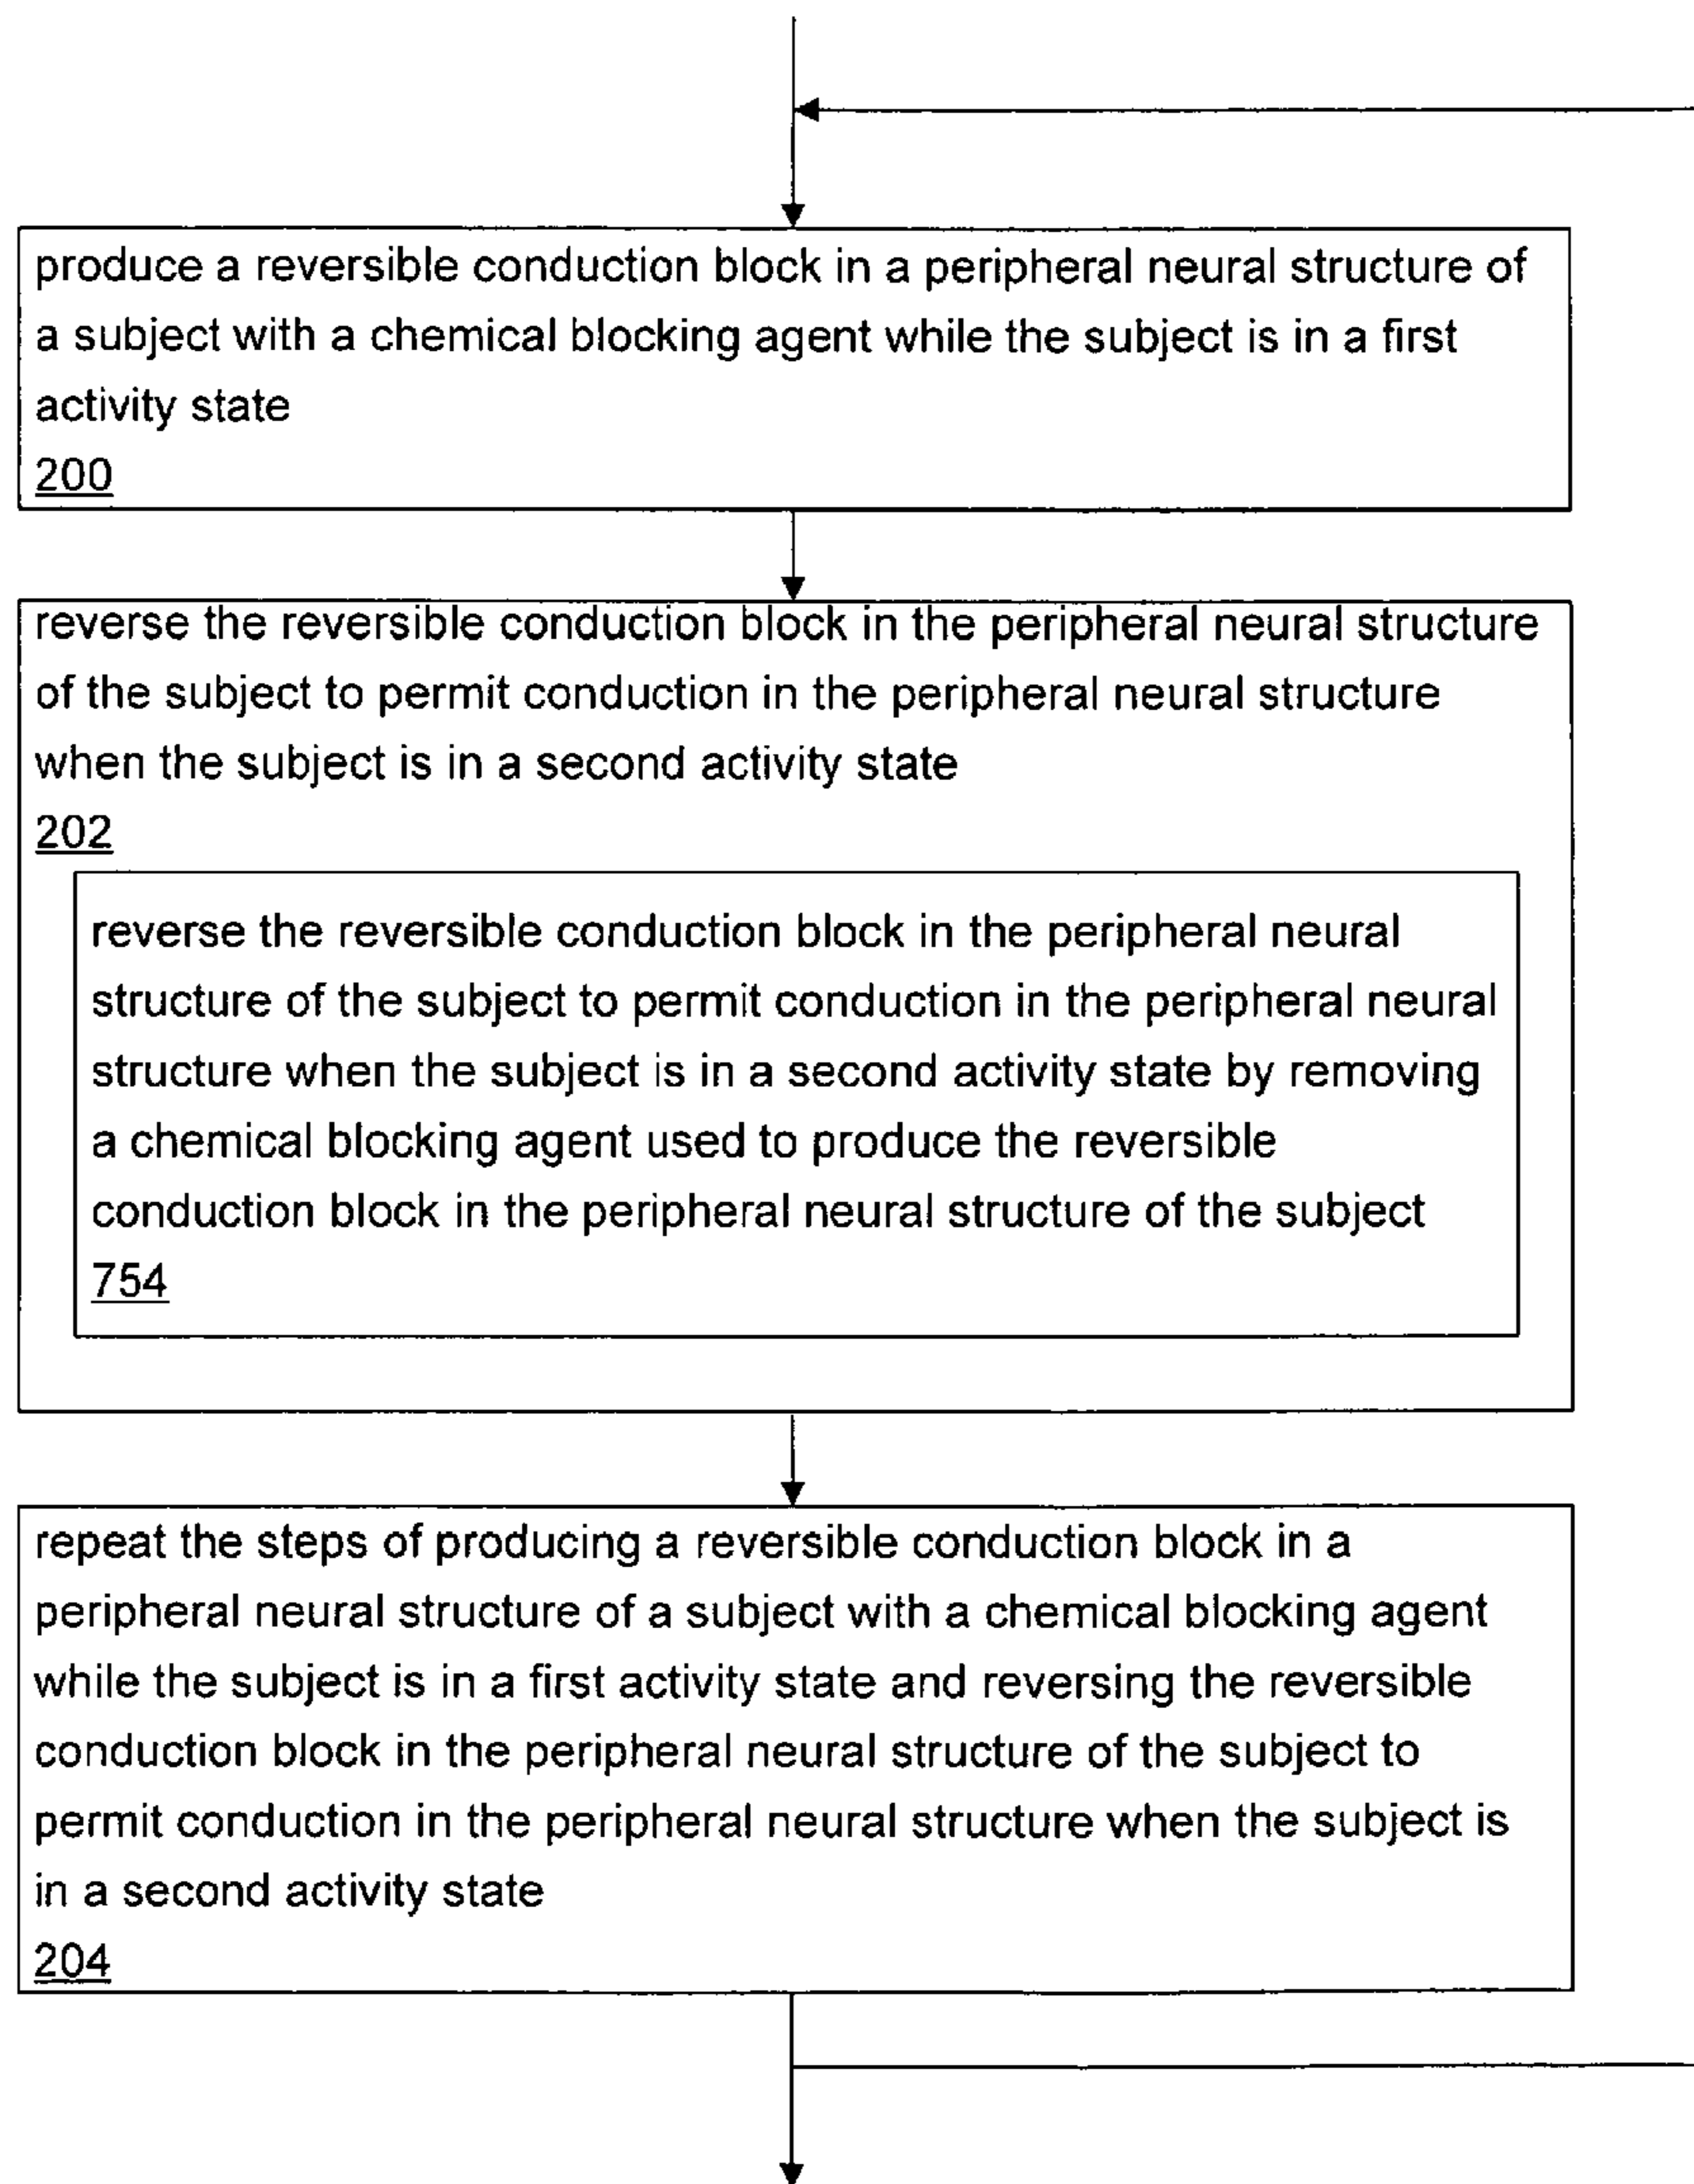 produce a reversible conduction block in a peripheral neural structure of
a subject with a chemical blocking agent while the subject is in a first
activity state
200
reverse the reversible conduction block in the peripheral neural structure
of the subject to permit conduction in the peripheral neural structure
when the subject is in a second activity state
202
reverse the reversible conduction block in the peripheral neural
structure of the subject to permit conduction in the peripheral neural
structure when the subject is in a second activity state by removing
a chemical blocking agent used to produce the reversible
conduction block in the peripheral neural structure of the subject
754
repeat the steps of producing a reversible conduction block in a
peripheral neural structure of a subject with a chemical blocking agent
while the subject is in a first activity state and reversing the reversible
conduction block in the peripheral neural structure of the subject to
permit conduction in the peripheral neural structure when the subject is
in a second activity state
204